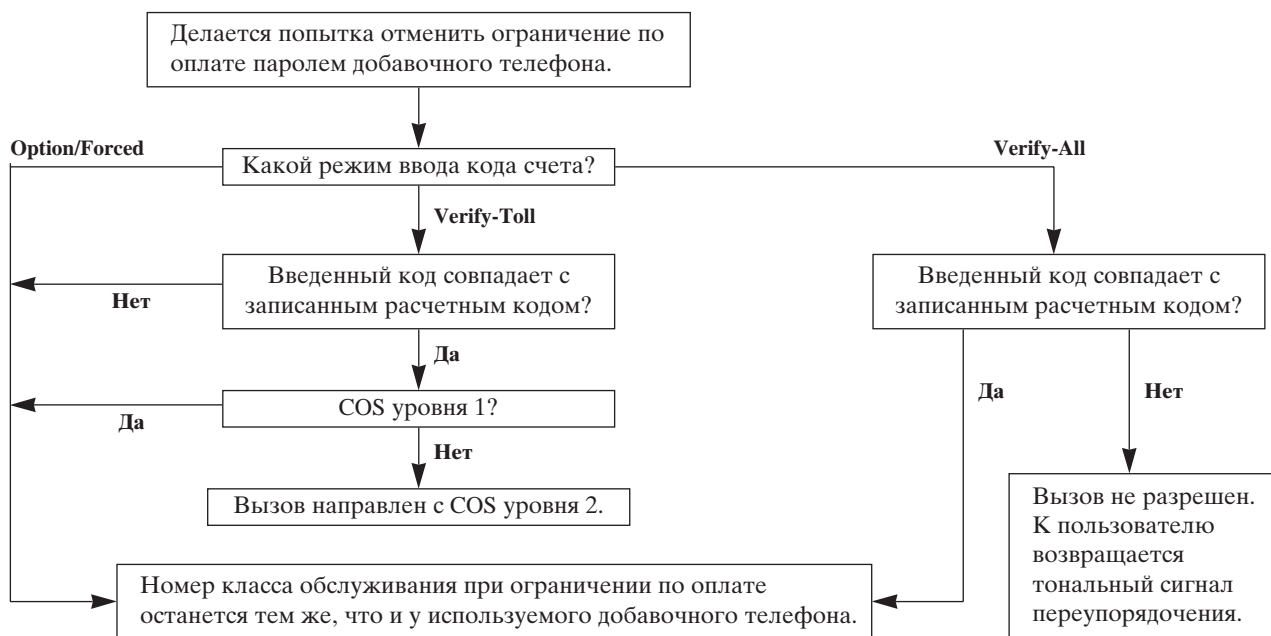 Делается попытка отменить ограничение по
оплате паролем добавочного телефона.
Option/Forced
Какой режим ввода кода счета?
Verify-All
Verify-Toll
Введенный код совпадает с
записанным расчетным кодом?
Введенный код совпадает с
записанным расчетным кодом?
Нет
Да
COS уровня 1?
Да
Нет
Да
Нет
Вызов направлен с COS уровня 2.
Вызов не разрешен.
К пользователю
возвращается
тональный сигнал
переупорядочения.
Номер класса обслуживания при ограничении по оплате
останется тем же, что и у используемого добавочного телефона.